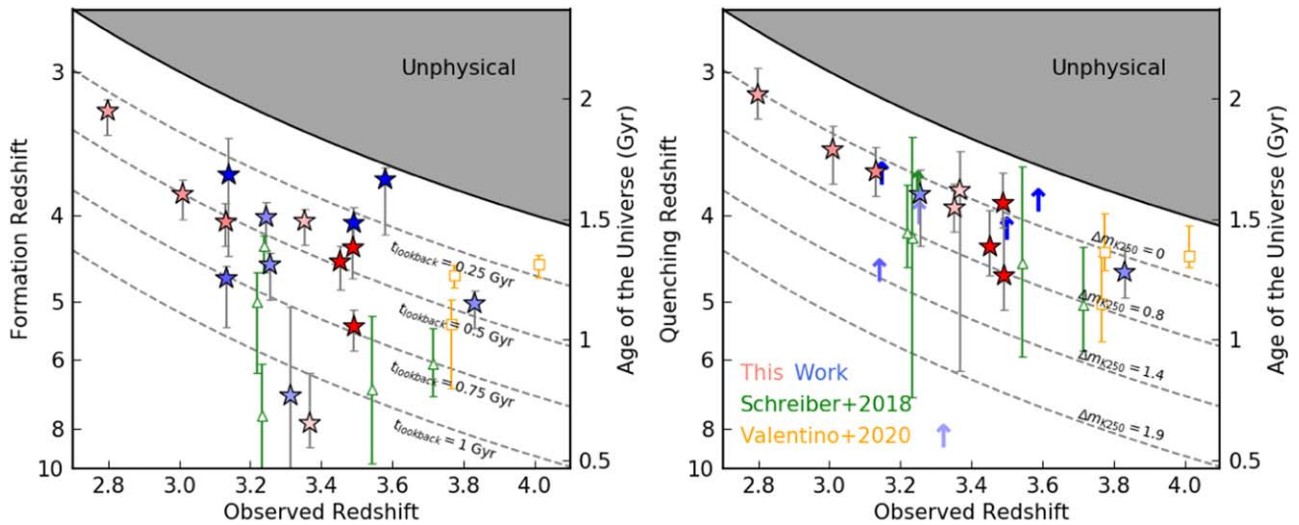 Unphysical
3
4
5
6
8
10
Formation Redshift
2
1.5
1
0.5
Age of the Universe (Gyr)
t_lookback = 0.25 Gyr
t_lookback = 0.5 Gyr
t_lookback = 0.75 Gyr
t_lookback = 1 Gyr
2.8 3.0 3.2 3.4 3.6 3.8 4.0
Observed Redshift
Unphysical
3
4
5
6
8
10
Quenching Redshift
2
1.5
1
0.5
Age of the Universe (Gyr)
Δm_K250 = 0
Δm_K250 = 0.8
Δm_K250 = 1.4
Δm_K250 = 1.9
This Work
Schreiber+2018
Valentino+2020
2.8 3.0 3.2 3.4 3.6 3.8 4.0
Observed Redshift